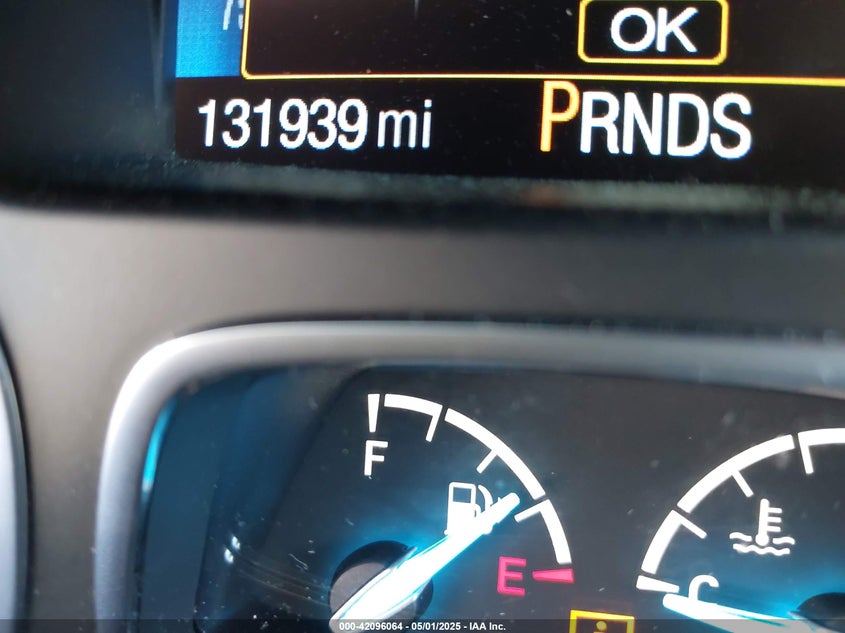 OK
131939 mi PRNDS
F
E
C
000-42096064 - 05/01/2025 - IAA Inc.